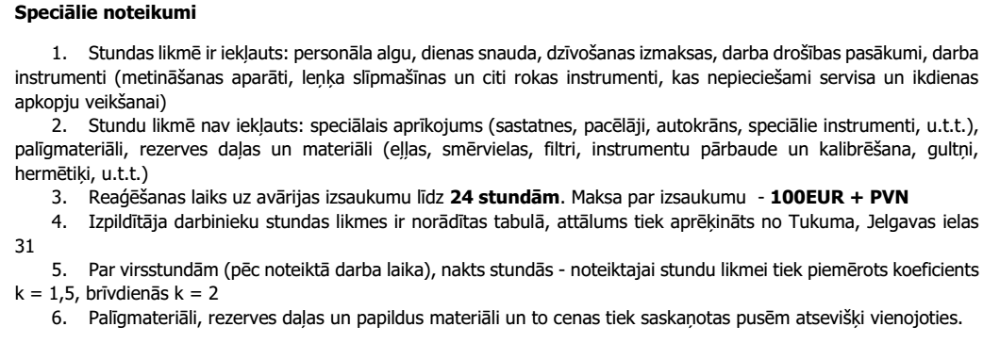 Speciālie noteikumi
1. Stundas likmē ir iekļauts: personāla algu, dienas snauda, dzīvošanas izmaksas, darba drošības pasākumi, darba
instrumenti (metināšanas aparāti, leņķa slīpmašīnas un citi rokas instrumenti, kas nepieciešami servisa un ikdienas
apkopju veikšanai)
2. Stundu likmē nav iekļauts: speciālais aprīkojums (sastatnes, pacēlāji, autokrāns, speciālie instrumenti, u.t.t.),
palīgmateriāli, rezerves daļas un materiāli (eļļas, smērvielas, filtri, instrumentu pārbaude un kalibrēšana, gultņi,
hermētiķi, u.t.t.)
3. Reaģēšanas laiks uz avārijas izsaukumu līdz 24 stundām. Maksa par izsaukumu - 100EUR + PVN
4. Izpildītāja darbinieku stundas likmes ir norādītas tabulā, attālums tiek aprēķināts no Tukuma, Jelgavas ielas
31
5. Par virsstundām (pēc noteiktā darba laika), nakts stundās - noteiktajai stundu likmei tiek piemērots koeficients
k = 1,5, brīvdienās k = 2
6. Palīgmateriāli, rezerves daļas un papildus materiāli un to cenas tiek saskaņotas pusēm atsevišķi vienojoties.